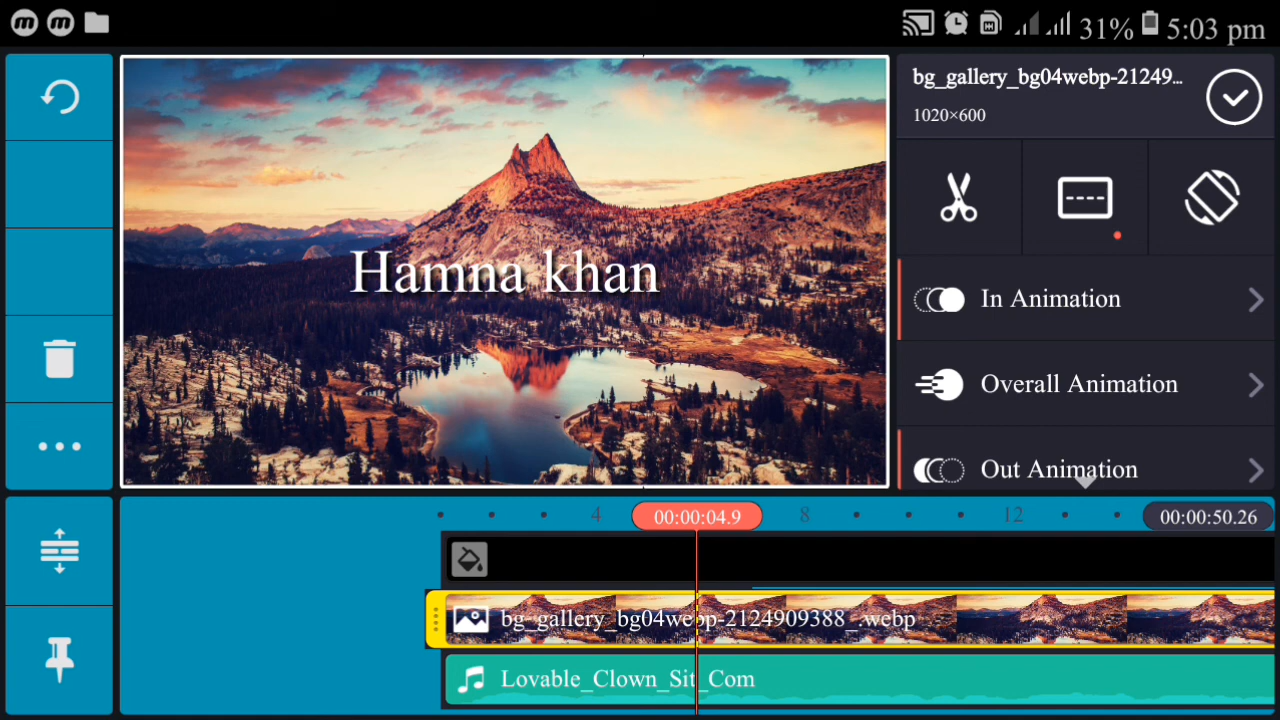 31% 5:03 pm
bg_gallery_bg04webp-21249...
1020×600
Hamna khan
In Animation
Overall Animation
Out Animation
4 00:00:04.9 8 12 00:00:50.26
bg_gallery_bg04webp-2124909388_.webp
Lovable_Clown_Sit_Com